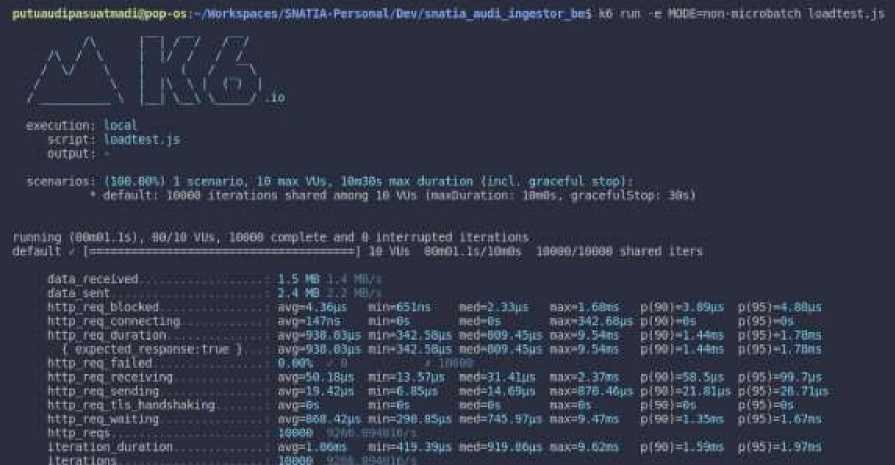 putuaudipasuatmadi@pop-os:~/Workspaces/SNATIA-Personal/Dev/snatia_audi_ingestor_be$ k6 run -e MODE=non-microbatch loadtest.js
.io
execution: local
script: loadtest.js
output: -
scenarios: (100.00%) 1 scenario, 10 max VUs, 10m30s max duration (incl. graceful stop):
* default: 10000 iterations shared among 10 VUs (maxDuration: 10m0s, gracefulStop: 30s)
running (00m01.1s), 00/10 VUs, 10000 complete and 0 interrupted iterations
default ✓ [======================================] 10 VUs 00m01.1s/10m0s 10000/10000 shared iters
data_received..................: 1.5 MB 1.4 MB/s
data_sent......................: 2.4 MB 2.2 MB/s
http_req_blocked...............: avg=4.36µs min=651ns med=2.33µs max=1.68ms p(90)=3.89µs p(95)=4.88µs
http_req_connecting............: avg=147ns min=0s med=0s max=342.68µs p(90)=0s p(95)=0s
http_req_duration..............: avg=938.03µs min=342.58µs med=809.45µs max=9.54ms p(90)=1.44ms p(95)=1.78ms
{ expected_response:true }.....: avg=938.03µs min=342.58µs med=809.45µs max=9.54ms p(90)=1.44ms p(95)=1.78ms
http_req_failed................: 0.00% ✓ 0 ✗ 10000
http_req_receiving.............: avg=50.18µs min=13.57µs med=31.41µs max=2.37ms p(90)=58.5µs p(95)=99.7µs
http_req_sending...............: avg=19.42µs min=6.85µs med=14.69µs max=870.46µs p(90)=21.81µs p(95)=28.71µs
http_req_tls_handshaking.......: avg=0s min=0s med=0s max=0s p(90)=0s p(95)=0s
http_req_waiting...............: avg=868.42µs min=298.85µs med=745.97µs max=9.47ms p(90)=1.35ms p(95)=1.67ms
http_reqs......................: 10000
iteration_duration.............: avg=1.06ms min=419.39µs med=919.86µs max=9.62ms p(90)=1.59ms p(95)=1.97ms
iterations.....................: 10000